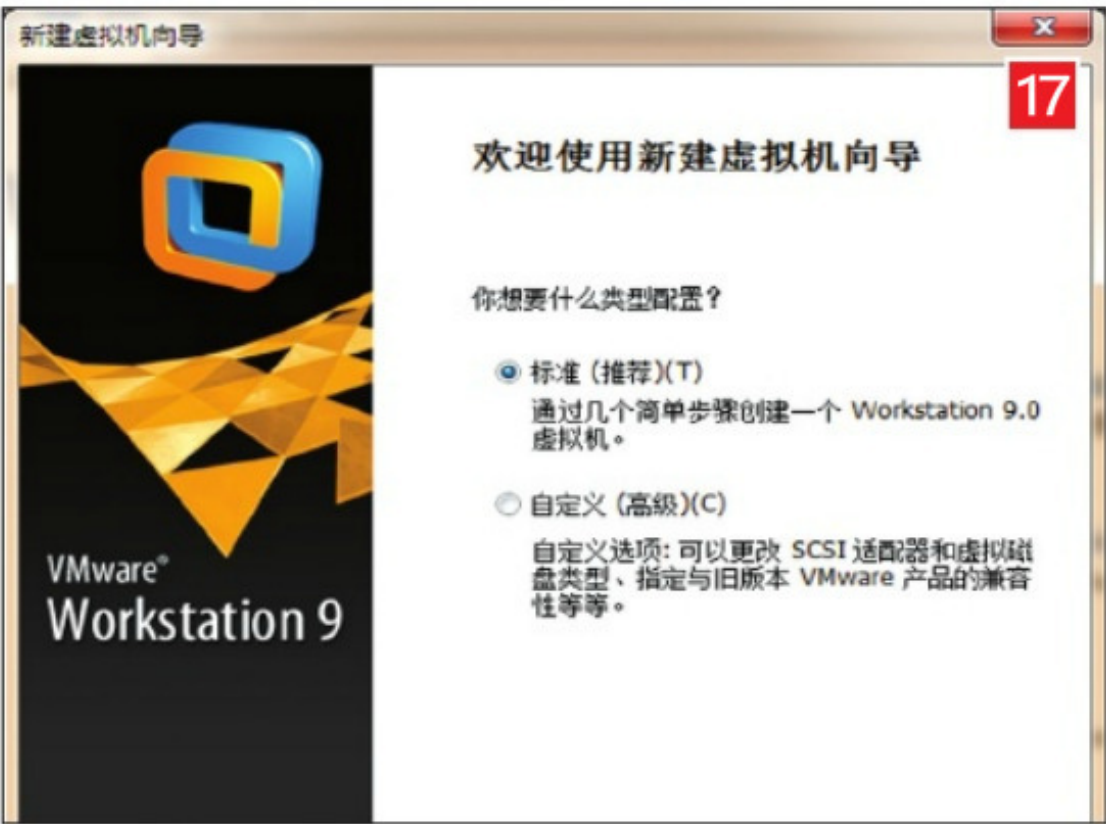 新建虚拟机向导
17
欢迎使用新建虚拟机向导
你想要什么类型配置?
标准 (推荐)(T)
通过几个简单步骤创建一个 Workstation 9.0
虚拟机。
自定义 (高级)(C)
自定义选项: 可以更改 SCSI 适配器和虚拟磁
盘类型、指定与旧版本 VMware 产品的兼容
性等等。
VMware®
Workstation 9